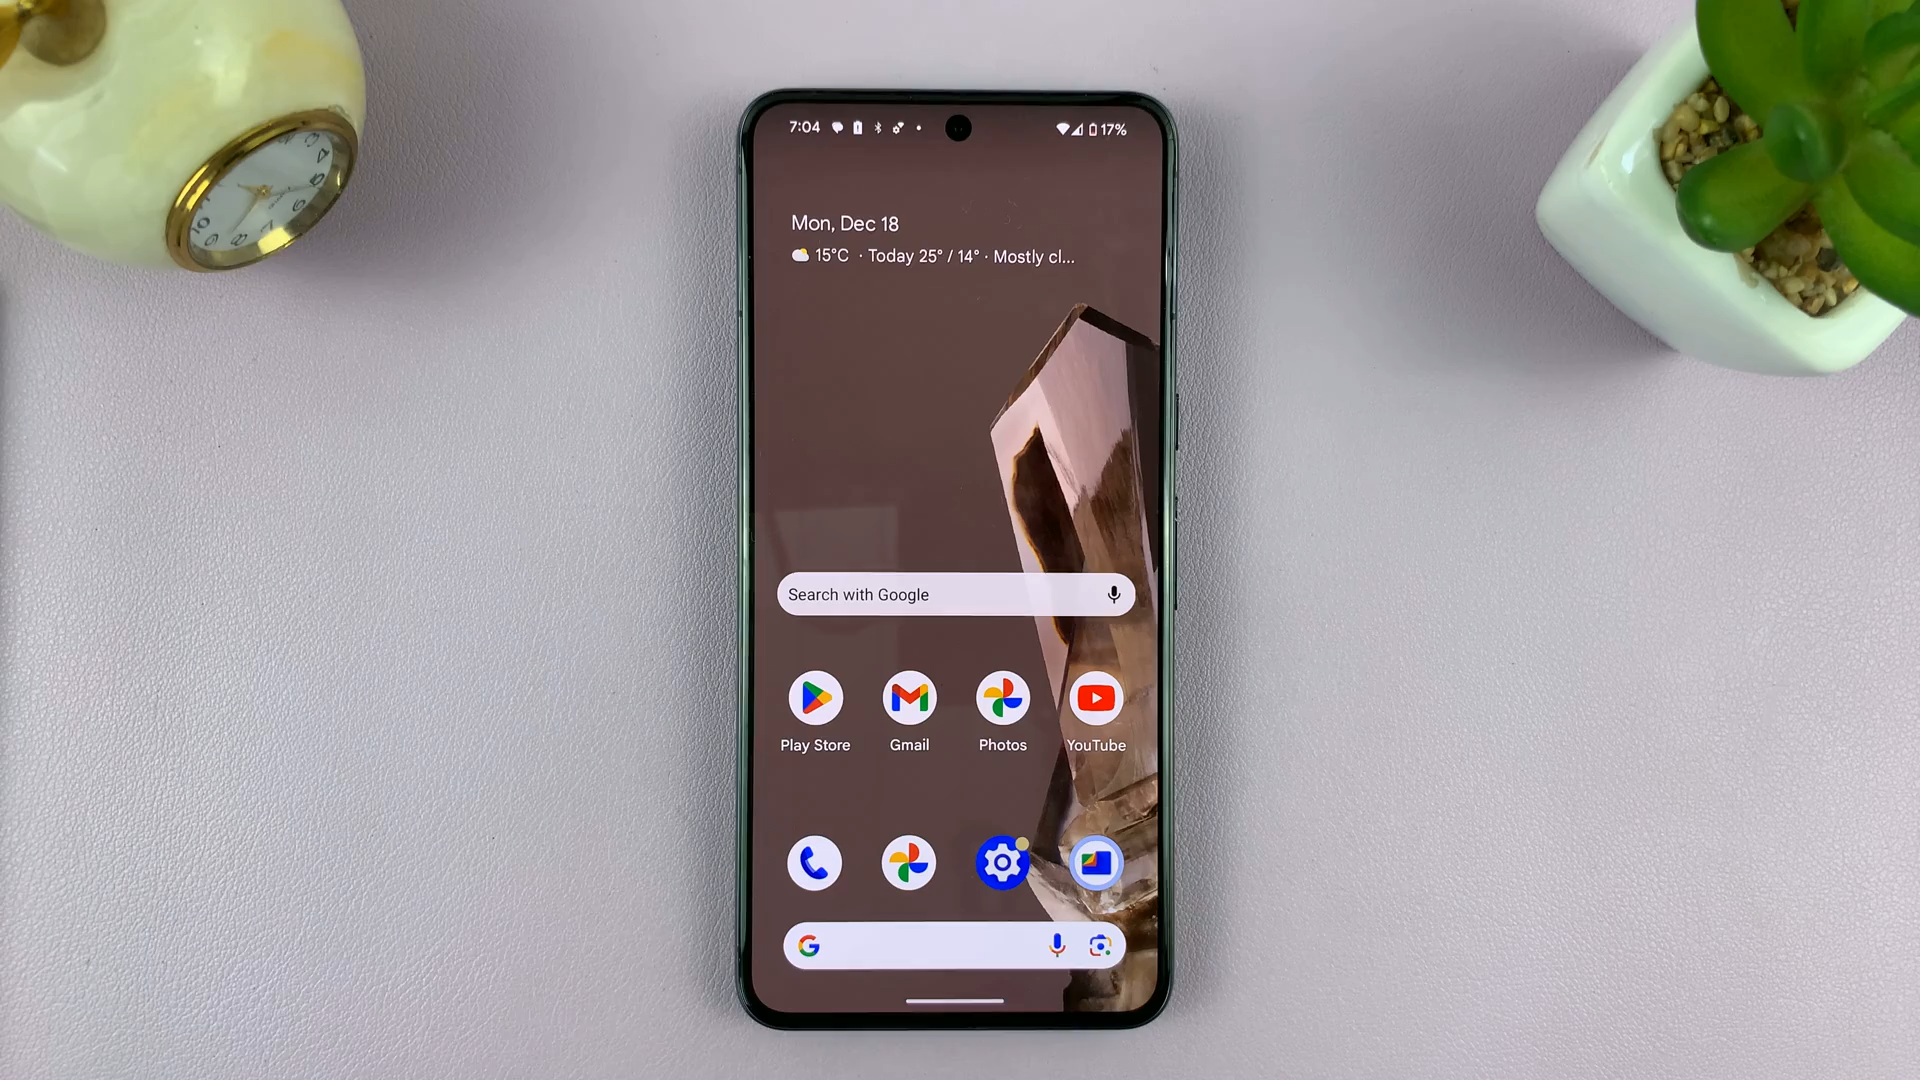 7:04 17%
Mon, Dec 18
15°C · Today 25° / 14° · Mostly cl...
Search with Google
Play Store Gmail Photos YouTube
G